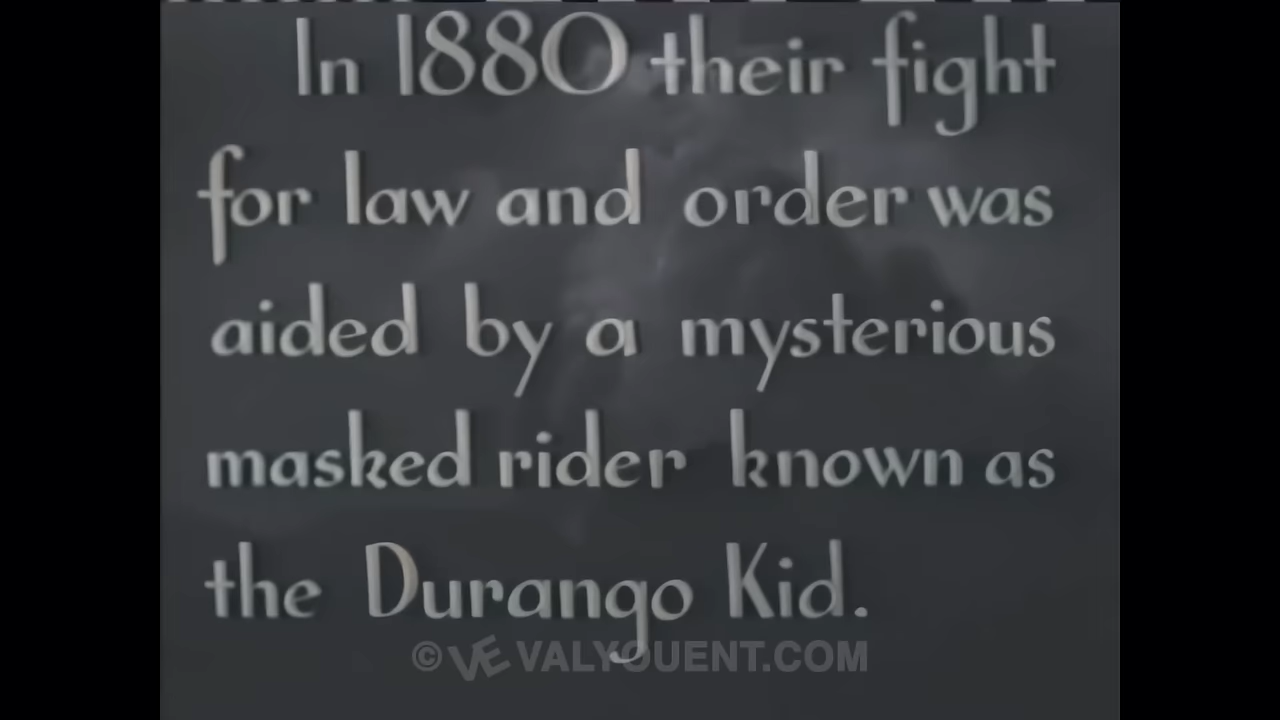 In 1880 their fight
for law and order was
aided by a mysterious
masked rider known as
the Durango Kid.
© VE VALYOUENT.COM